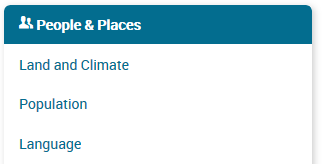 People & Places
Land and Climate
Population
Language